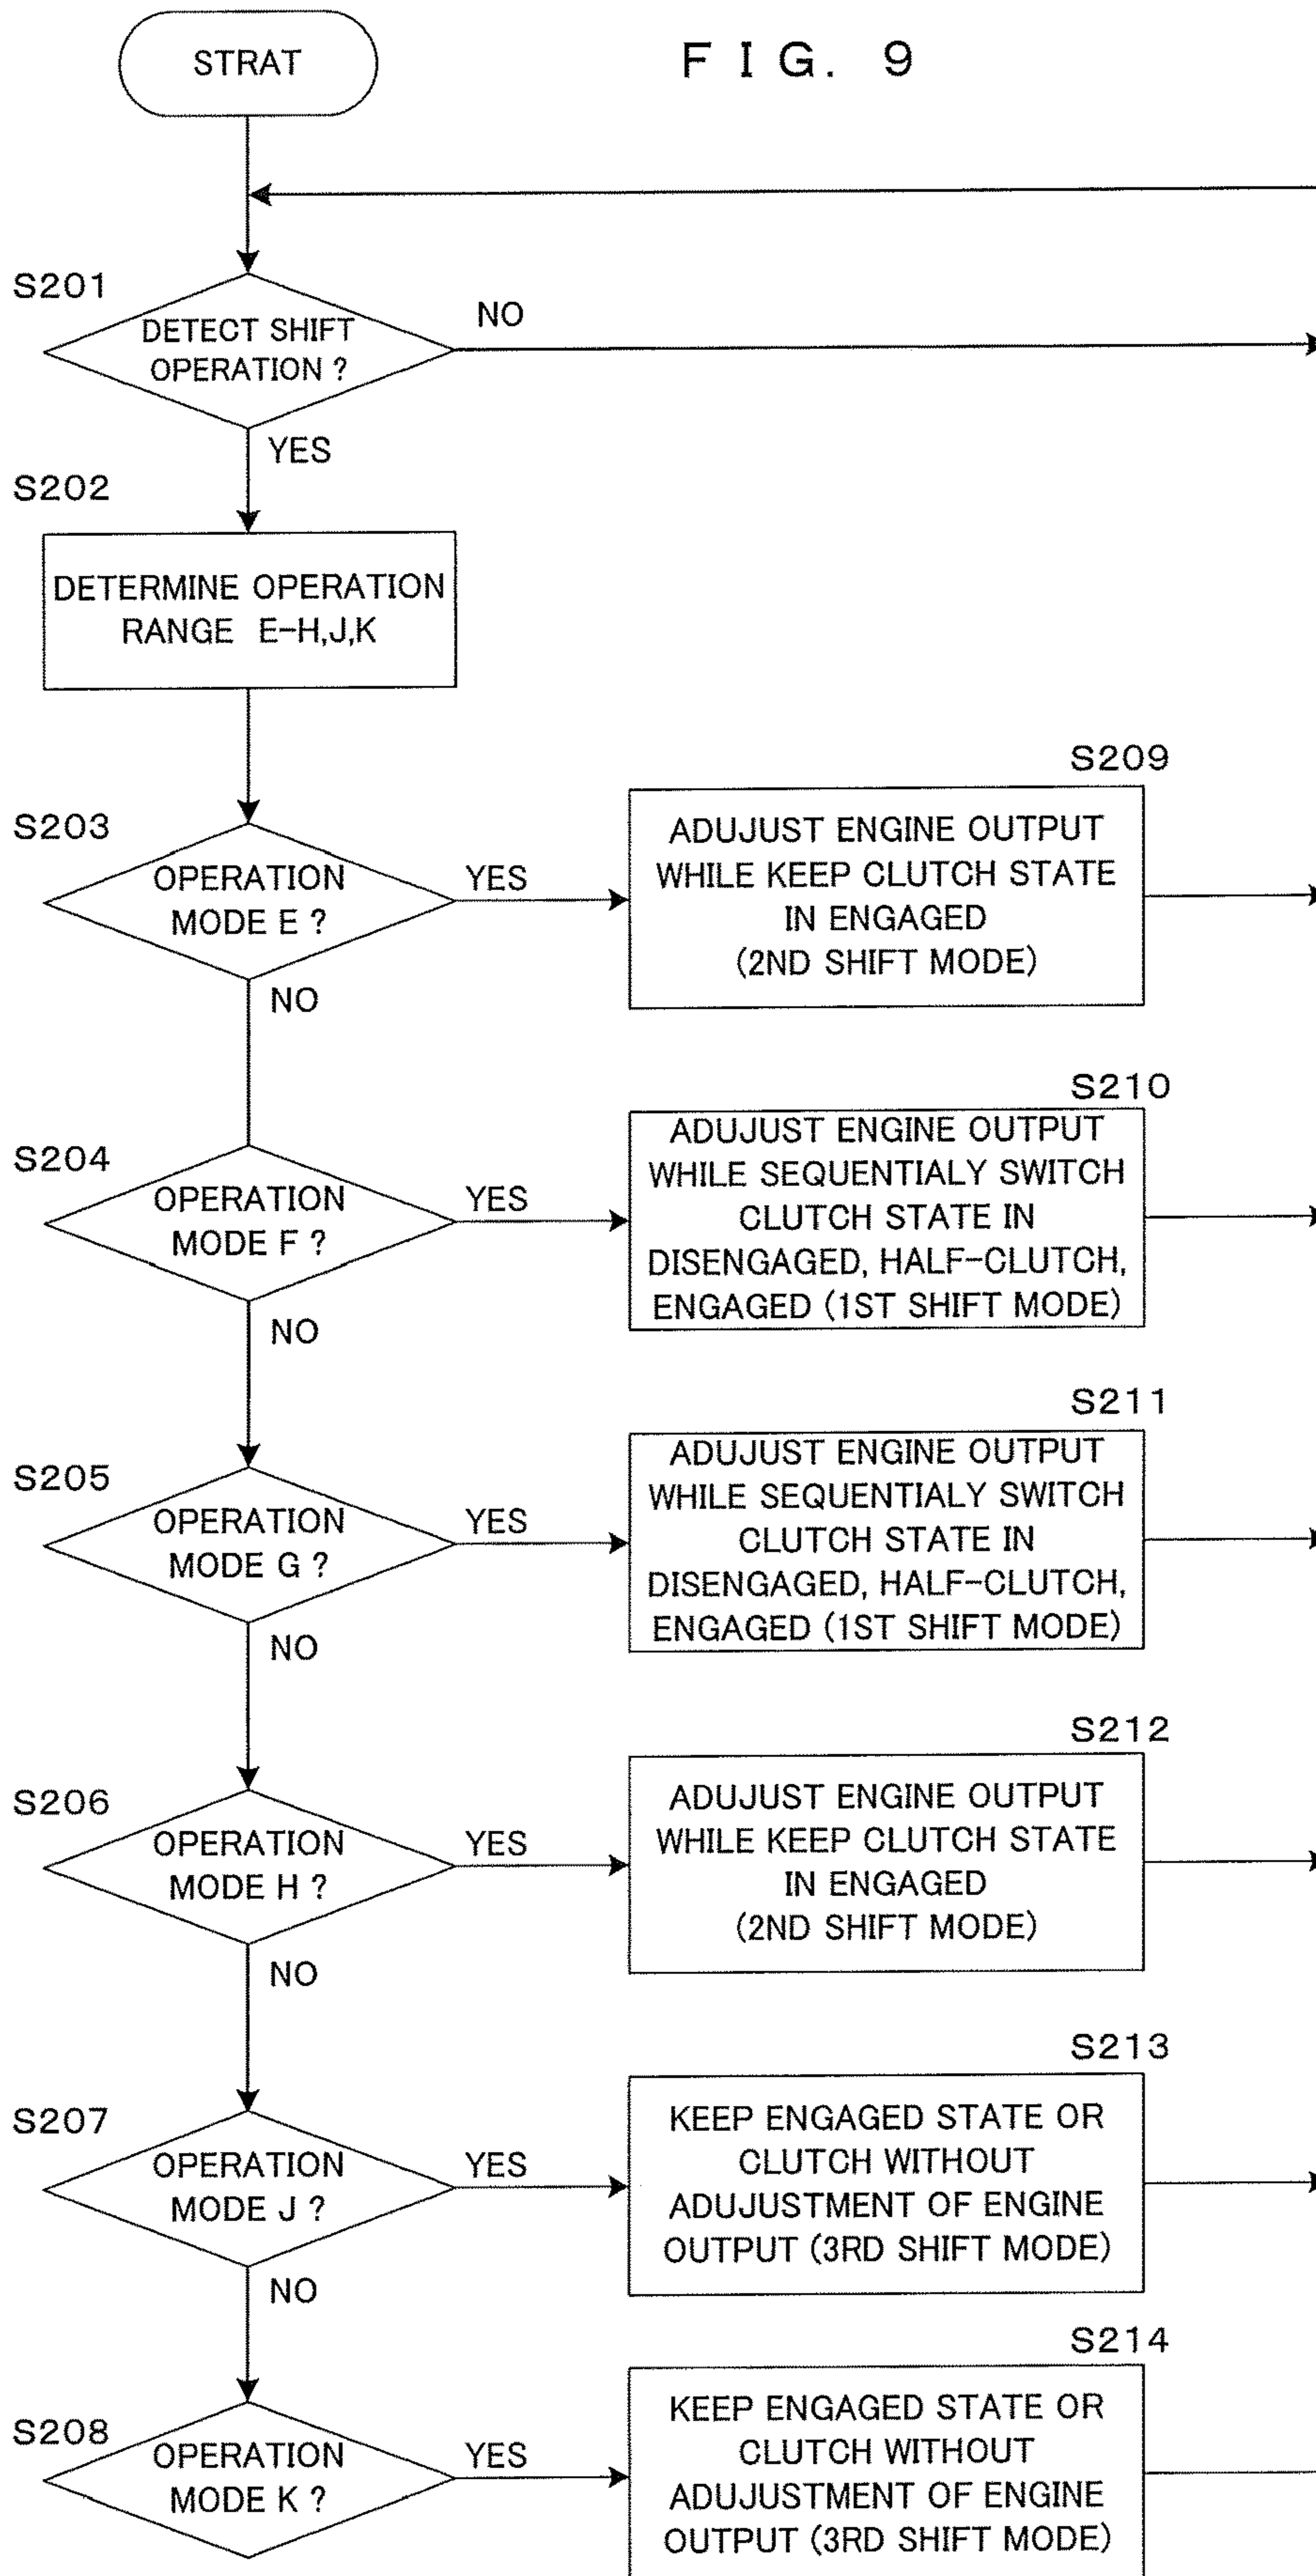 STRAT
FIG. 9
S201
DETECT SHIFT
OPERATION ?
NO
YES
S202
DETERMINE OPERATION
RANGE E-H,J,K
S203
OPERATION
MODE E ?
YES
NO
S209
ADUJUST ENGINE OUTPUT
WHILE KEEP CLUTCH STATE
IN ENGAGED
(2ND SHIFT MODE)
S204
OPERATION
MODE F ?
YES
NO
S210
ADUJUST ENGINE OUTPUT
WHILE SEQUENTIALY SWITCH
CLUTCH STATE IN
DISENGAGED, HALF-CLUTCH,
ENGAGED (1ST SHIFT MODE)
S205
OPERATION
MODE G ?
YES
NO
S211
ADUJUST ENGINE OUTPUT
WHILE SEQUENTIALY SWITCH
CLUTCH STATE IN
DISENGAGED, HALF-CLUTCH,
ENGAGED (1ST SHIFT MODE)
S206
OPERATION
MODE H ?
YES
NO
S212
ADUJUST ENGINE OUTPUT
WHILE KEEP CLUTCH STATE
IN ENGAGED
(2ND SHIFT MODE)
S207
OPERATION
MODE J ?
YES
NO
S213
KEEP ENGAGED STATE OR
CLUTCH WITHOUT
ADUJUSTMENT OF ENGINE
OUTPUT (3RD SHIFT MODE)
S208
OPERATION
MODE K ?
YES
S214
KEEP ENGAGED STATE OR
CLUTCH WITHOUT
ADUJUSTMENT OF ENGINE
OUTPUT (3RD SHIFT MODE)